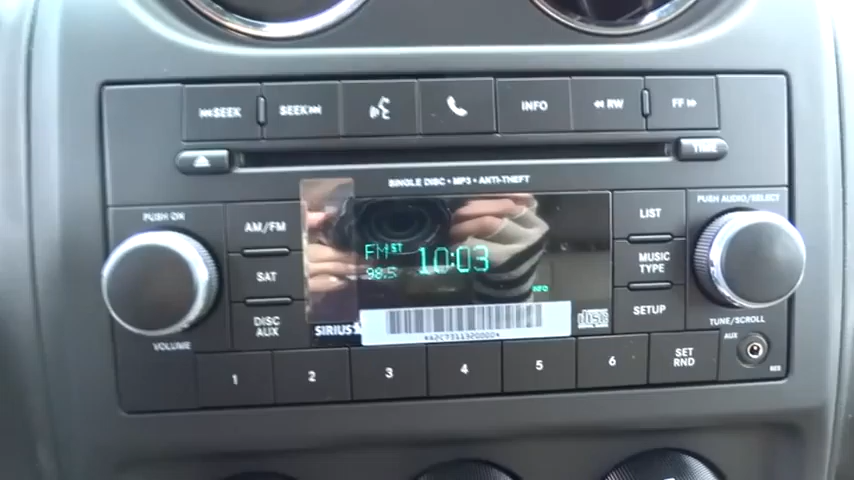 |◀◀ SEEK SEEK ▶▶| INFO ◀◀ RW FF ▶▶
TIME
SINGLE DISC • MP3 • ANTI-THEFT
PUSH ON
PUSH AUDIO/SELECT
AM/FM
LIST
FM ST 10:03
98.5
SAT
MUSIC
TYPE
INFO
DISC
AUX
SETUP
SIRIUS
disc
VOLUME
TUNE/SCROLL
1 2 3 4 5 6 SET
RND
AUX